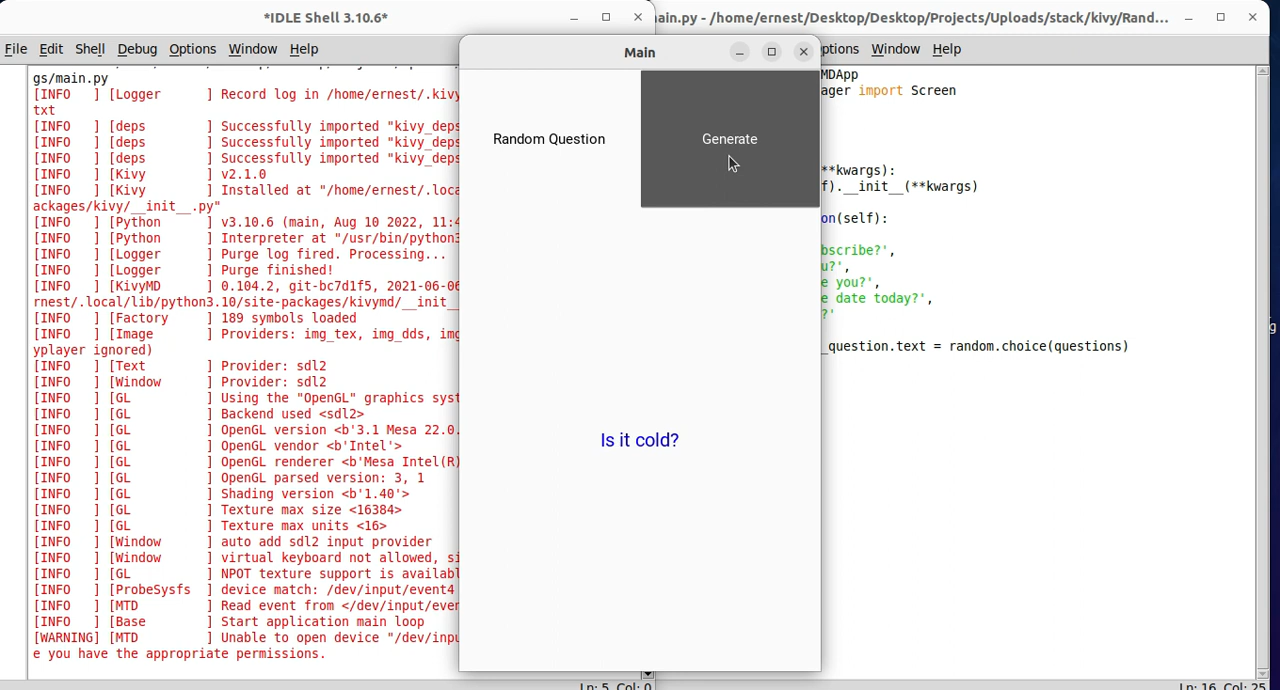 *IDLE Shell 3.10.6*
File Edit Shell Debug Options Window Help
gs/main.py
[INFO   ] [Logger      ] Record log in /home/ernest/.kivy
txt
[INFO   ] [deps        ] Successfully imported "kivy_deps
[INFO   ] [deps        ] Successfully imported "kivy_deps
[INFO   ] [deps        ] Successfully imported "kivy_deps
[INFO   ] [Kivy        ] v2.1.0
[INFO   ] [Kivy        ] Installed at "/home/ernest/.loca
ackages/kivy/__init__.py"
[INFO   ] [Python      ] v3.10.6 (main, Aug 10 2022, 11:4
[INFO   ] [Python      ] Interpreter at "/usr/bin/python3
[INFO   ] [Logger      ] Purge log fired. Processing...
[INFO   ] [Logger      ] Purge finished!
[INFO   ] [KivyMD      ] 0.104.2, git-bc7d1f5, 2021-06-06
rnest/.local/lib/python3.10/site-packages/kivymd/__init__
[INFO   ] [Factory     ] 189 symbols loaded
[INFO   ] [Image       ] Providers: img_tex, img_dds, img
yplayer ignored)
[INFO   ] [Text        ] Provider: sdl2
[INFO   ] [Window      ] Provider: sdl2
[INFO   ] [GL          ] Using the "OpenGL" graphics syst
[INFO   ] [GL          ] Backend used <sdl2>
[INFO   ] [GL          ] OpenGL version <b'3.1 Mesa 22.0.
[INFO   ] [GL          ] OpenGL vendor <b'Intel'>
[INFO   ] [GL          ] OpenGL renderer <b'Mesa Intel(R)
[INFO   ] [GL          ] OpenGL parsed version: 3, 1
[INFO   ] [GL          ] Shading version <b'1.40'>
[INFO   ] [GL          ] Texture max size <16384>
[INFO   ] [GL          ] Texture max units <16>
[INFO   ] [Window      ] auto add sdl2 input provider
[INFO   ] [Window      ] virtual keyboard not allowed, si
[INFO   ] [GL          ] NPOT texture support is availabl
[INFO   ] [ProbeSysfs  ] device match: /dev/input/event4
[INFO   ] [MTD         ] Read event from </dev/input/even
[INFO   ] [Base        ] Start application main loop
[WARNING] [MTD         ] Unable to open device "/dev/inpu
e you have the appropriate permissions.
Ln: 5 Col: 0
Main
Random Question
Generate
Is it cold?
ain.py - /home/ernest/Desktop/Desktop/Projects/Uploads/stack/kivy/Rand...
ptions Window Help
MDApp
ager import Screen
**kwargs):
f).__init__(**kwargs)
on(self):
bscribe?',
u?',
e you?',
e date today?',
?'
_question.text = random.choice(questions)
Ln: 16 Col: 25